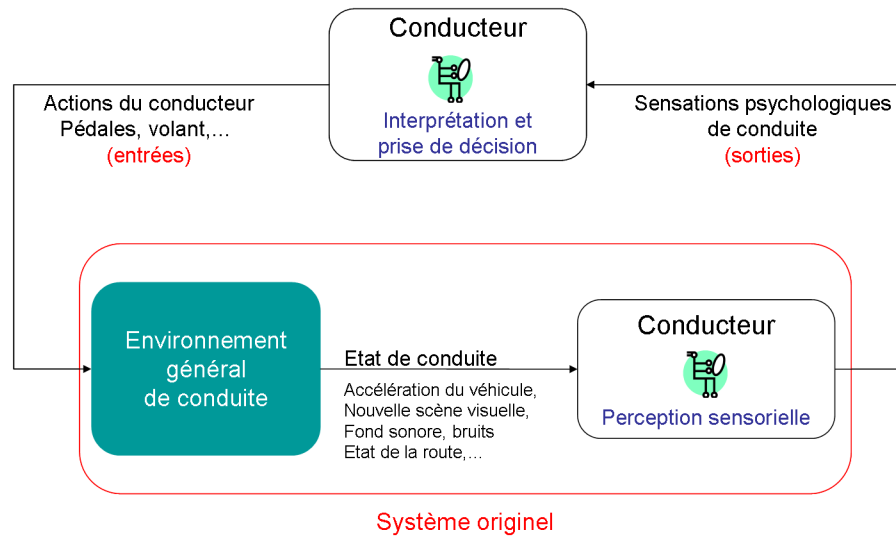 Conducteur
Interprétation et
prise de décision
Actions du conducteur
Pédales, volant,...
(entrées)
Sensations psychologiques
de conduite
(sorties)
Environnement
général
de conduite
Etat de conduite
Accélération du véhicule,
Nouvelle scène visuelle,
Fond sonore, bruits
Etat de la route,...
Conducteur
Perception sensorielle
Système originel